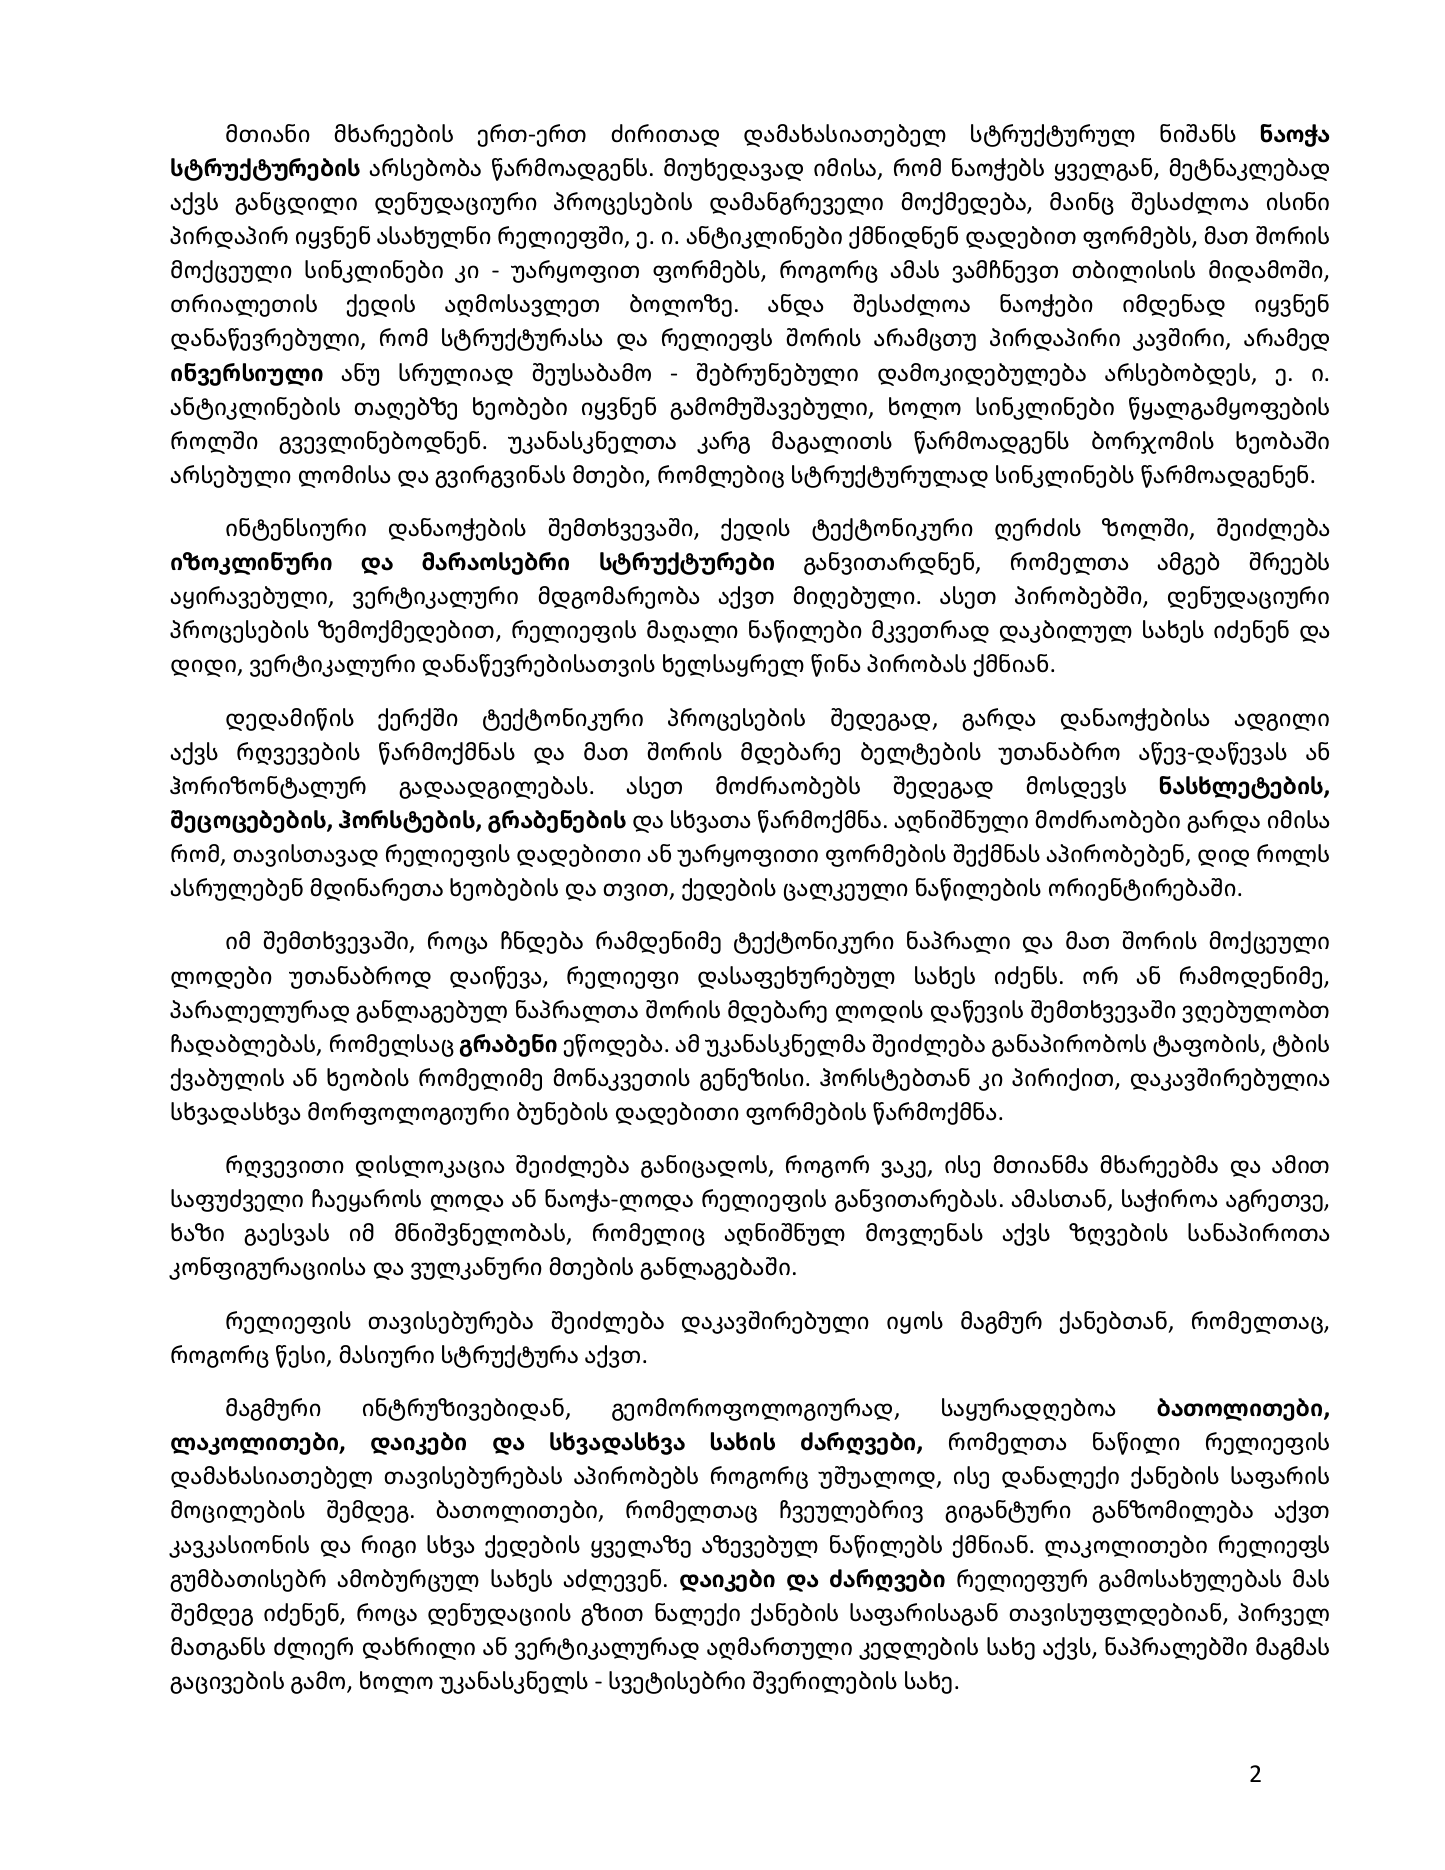 მთიანი მხარეების ერთ-ერთ ძირითად დამახასიათებელ სტრუქტურულ ნიშანს ნაოჭა
სტრუქტურების არსებობა წარმოადგენს. მიუხედავად იმისა, რომ ნაოჭებს ყველგან, მეტნაკლებად
აქვს განცდილი დენუდაციური პროცესების დამანგრეველი მოქმედება, მაინც შესაძლოა ისინი
პირდაპირ იყვნენ ასახულნი რელიეფში, ე. ი. ანტიკლინები ქმნიდნენ დადებით ფორმებს, მათ შორის
მოქცეული სინკლინები კი - უარყოფით ფორმებს, როგორც ამას ვამჩნევთ თბილისის მიდამოში,
თრიალეთის ქედის აღმოსავლეთ ბოლოზე. ანდა შესაძლოა ნაოჭები იმდენად იყვნენ
დანაწევრებული, რომ სტრუქტურასა და რელიეფს შორის არამცთუ პირდაპირი კავშირი, არამედ
ინვერსიული ანუ სრულიად შეუსაბამო - შებრუნებული დამოკიდებულება არსებობდეს, ე. ი.
ანტიკლინების თაღებზე ხეობები იყვნენ გამომუშავებული, ხოლო სინკლინები წყალგამყოფების
როლში გვევლინებოდნენ. უკანასკნელთა კარგ მაგალითს წარმოადგენს ბორჯომის ხეობაში
არსებული ლომისა და გვირგვინას მთები, რომლებიც სტრუქტურულად სინკლინებს წარმოადგენენ.
ინტენსიური დანაოჭების შემთხვევაში, ქედის ტექტონიკური ღერძის ზოლში, შეიძლება
იზოკლინური და მარაოსებრი სტრუქტურები განვითარდნენ, რომელთა ამგებ შრეებს
აყირავებული, ვერტიკალური მდგომარეობა აქვთ მიღებული. ასეთ პირობებში, დენუდაციური
პროცესების ზემოქმედებით, რელიეფის მაღალი ნაწილები მკვეთრად დაკბილულ სახეს იძენენ და
დიდი, ვერტიკალური დანაწევრებისათვის ხელსაყრელ წინა პირობას ქმნიან.
დედამიწის ქერქში ტექტონიკური პროცესების შედეგად, გარდა დანაოჭებისა ადგილი
აქვს რღვევების წარმოქმნას და მათ შორის მდებარე ბელტების უთანაბრო აწევ-დაწევას ან
ჰორიზონტალურ გადაადგილებას. ასეთ მოძრაობებს შედეგად მოსდევს ნასხლეტების,
შეცოცებების, ჰორსტების, გრაბენების და სხვათა წარმოქმნა. აღნიშნული მოძრაობები გარდა იმისა
რომ, თავისთავად რელიეფის დადებითი ან უარყოფითი ფორმების შექმნას აპირობებენ, დიდ როლს
ასრულებენ მდინარეთა ხეობების და თვით, ქედების ცალკეული ნაწილების ორიენტირებაში.
იმ შემთხვევაში, როცა ჩნდება რამდენიმე ტექტონიკური ნაპრალი და მათ შორის მოქცეული
ლოდები უთანაბროდ დაიწევა, რელიეფი დასაფეხურებულ სახეს იძენს. ორ ან რამოდენიმე,
პარალელურად განლაგებულ ნაპრალთა შორის მდებარე ლოდის დაწევის შემთხვევაში ვღებულობთ
ჩადაბლებას, რომელსაც გრაბენი ეწოდება. ამ უკანასკნელმა შეიძლება განაპირობოს ტაფობის, ტბის
ქვაბულის ან ხეობის რომელიმე მონაკვეთის გენეზისი. ჰორსტებთან კი პირიქით, დაკავშირებულია
სხვადასხვა მორფოლოგიური ბუნების დადებითი ფორმების წარმოქმნა.
რღვევითი დისლოკაცია შეიძლება განიცადოს, როგორ ვაკე, ისე მთიანმა მხარეებმა და ამით
საფუძველი ჩაეყაროს ლოდა ან ნაოჭა-ლოდა რელიეფის განვითარებას. ამასთან, საჭიროა აგრეთვე,
ხაზი გაესვას იმ მნიშვნელობას, რომელიც აღნიშნულ მოვლენას აქვს ზღვების სანაპიროთა
კონფიგურაციისა და ვულკანური მთების განლაგებაში.
რელიეფის თავისებურება შეიძლება დაკავშირებული იყოს მაგმურ ქანებთან, რომელთაც,
როგორც წესი, მასიური სტრუქტურა აქვთ.
მაგმური ინტრუზივებიდან, გეომოროფოლოგიურად, საყურადღებოა ბათოლითები,
ლაკოლითები, დაიკები და სხვადასხვა სახის ძარღვები, რომელთა ნაწილი რელიეფის
დამახასიათებელ თავისებურებას აპირობებს როგორც უშუალოდ, ისე დანალექი ქანების საფარის
მოცილების შემდეგ. ბათოლითები, რომელთაც ჩვეულებრივ გიგანტური განზომილება აქვთ
კავკასიონის და რიგი სხვა ქედების ყველაზე აზევებულ ნაწილებს ქმნიან. ლაკოლითები რელიეფს
გუმბათისებრ ამობურცულ სახეს აძლევენ. დაიკები და ძარღვები რელიეფურ გამოსახულებას მას
შემდეგ იძენენ, როცა დენუდაციის გზით ნალექი ქანების საფარისაგან თავისუფლდებიან, პირველ
მათგანს ძლიერ დახრილი ან ვერტიკალურად აღმართული კედლების სახე აქვს, ნაპრალებში მაგმას
გაცივების გამო, ხოლო უკანასკნელს - სვეტისებრი შვერილების სახე.
2